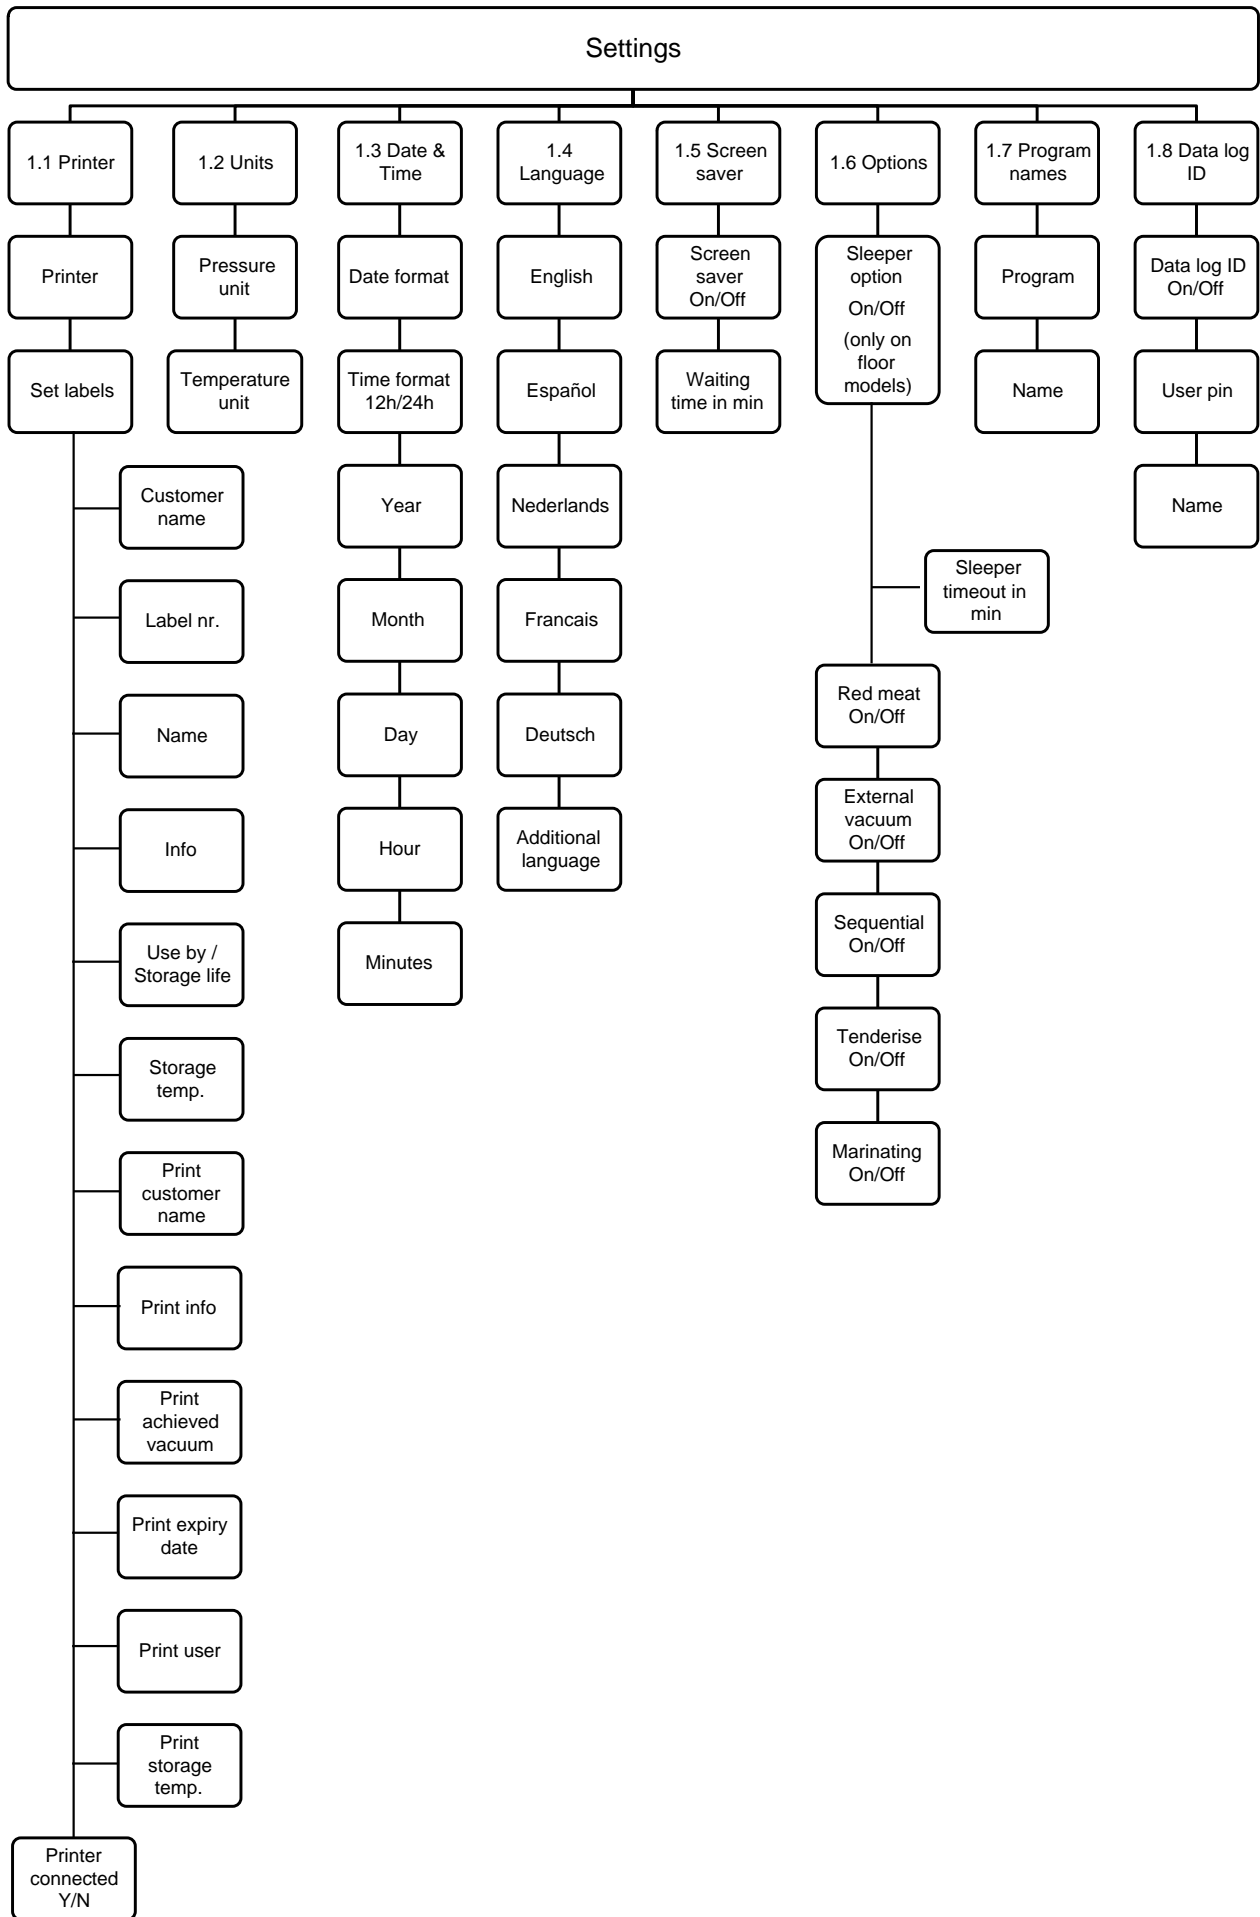 Settings
1.1 Printer
1.2 Units
1.3 Date &
Time
1.4
Language
1.5 Screen
saver
1.6 Options
1.7 Program
names
1.8 Data log
ID
Printer
Pressure
unit
Date format
English
Screen
saver
On/Off
Sleeper
option
On/Off
(only on
floor
models)
Program
Data log ID
On/Off
Set labels
Temperature
unit
Time format
12h/24h
Español
Waiting
time in min
Name
User pin
Customer
name
Year
Nederlands
Name
Label nr.
Month
Francais
Sleeper
timeout in
min
Name
Day
Deutsch
Red meat
On/Off
Info
Hour
Additional
language
External
vacuum
On/Off
Use by /
Storage life
Minutes
Sequential
On/Off
Storage
temp.
Tenderise
On/Off
Print
customer
name
Marinating
On/Off
Print info
Print
achieved
vacuum
Print expiry
date
Print user
Print
storage
temp.
Printer
connected
Y/N